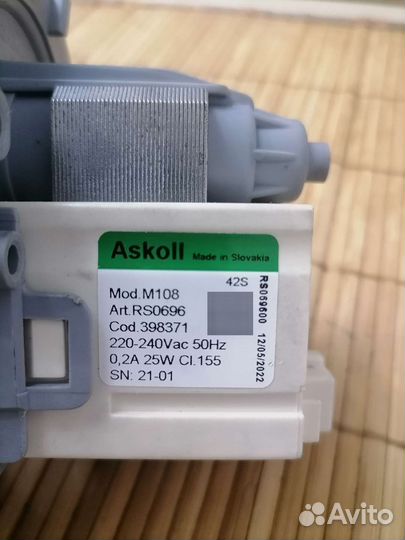 Askoll Made in Slovakia
42S
Mod.M108
Art.RS0696
Cod.398371
220-240Vac 50Hz
0,2A 25W Cl.155
SN: 21-01
RS069600
12/05/2022
Avito